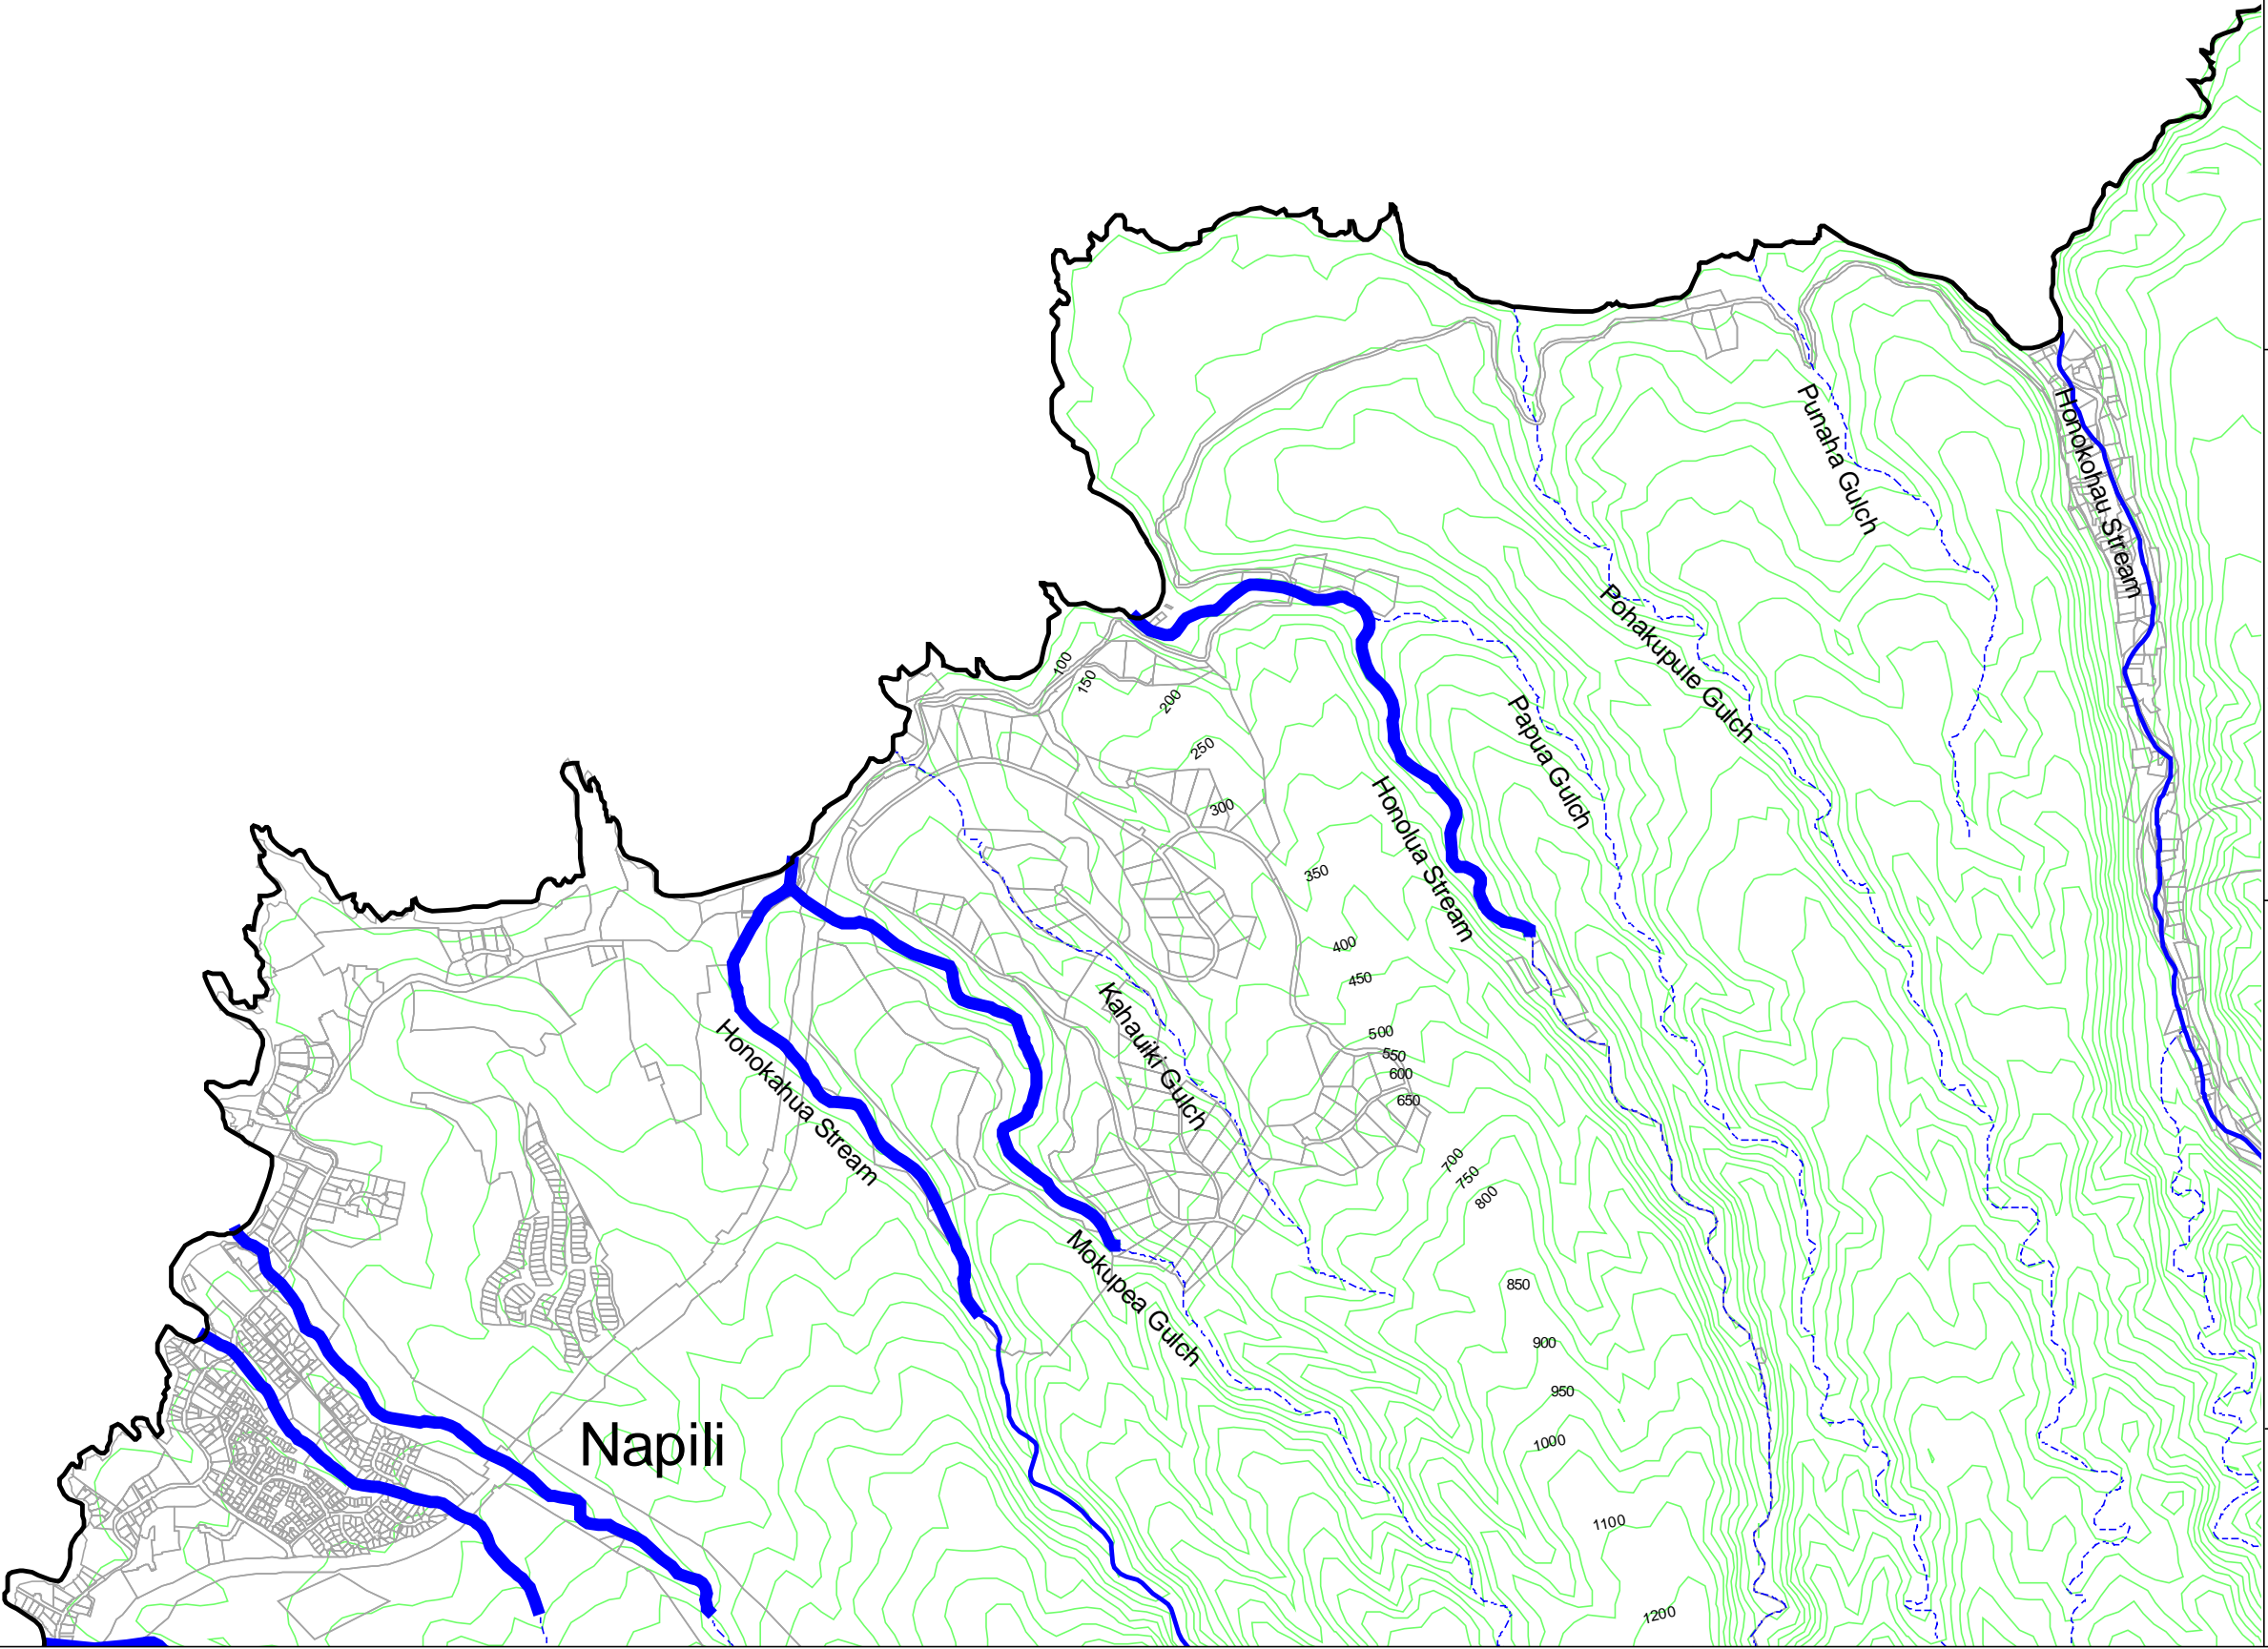 Punaha Gulch
Honokohau Stream
Pohakupule Gulch
100
150
200
Papua Gulch
250
Honolua Stream
300
350
400
450
Kahauiki Gulch
Honokahua Stream
500
550
600
650
700
750
800
Mokupea Gulch
850
900
950
Napili
1000
1100
1200